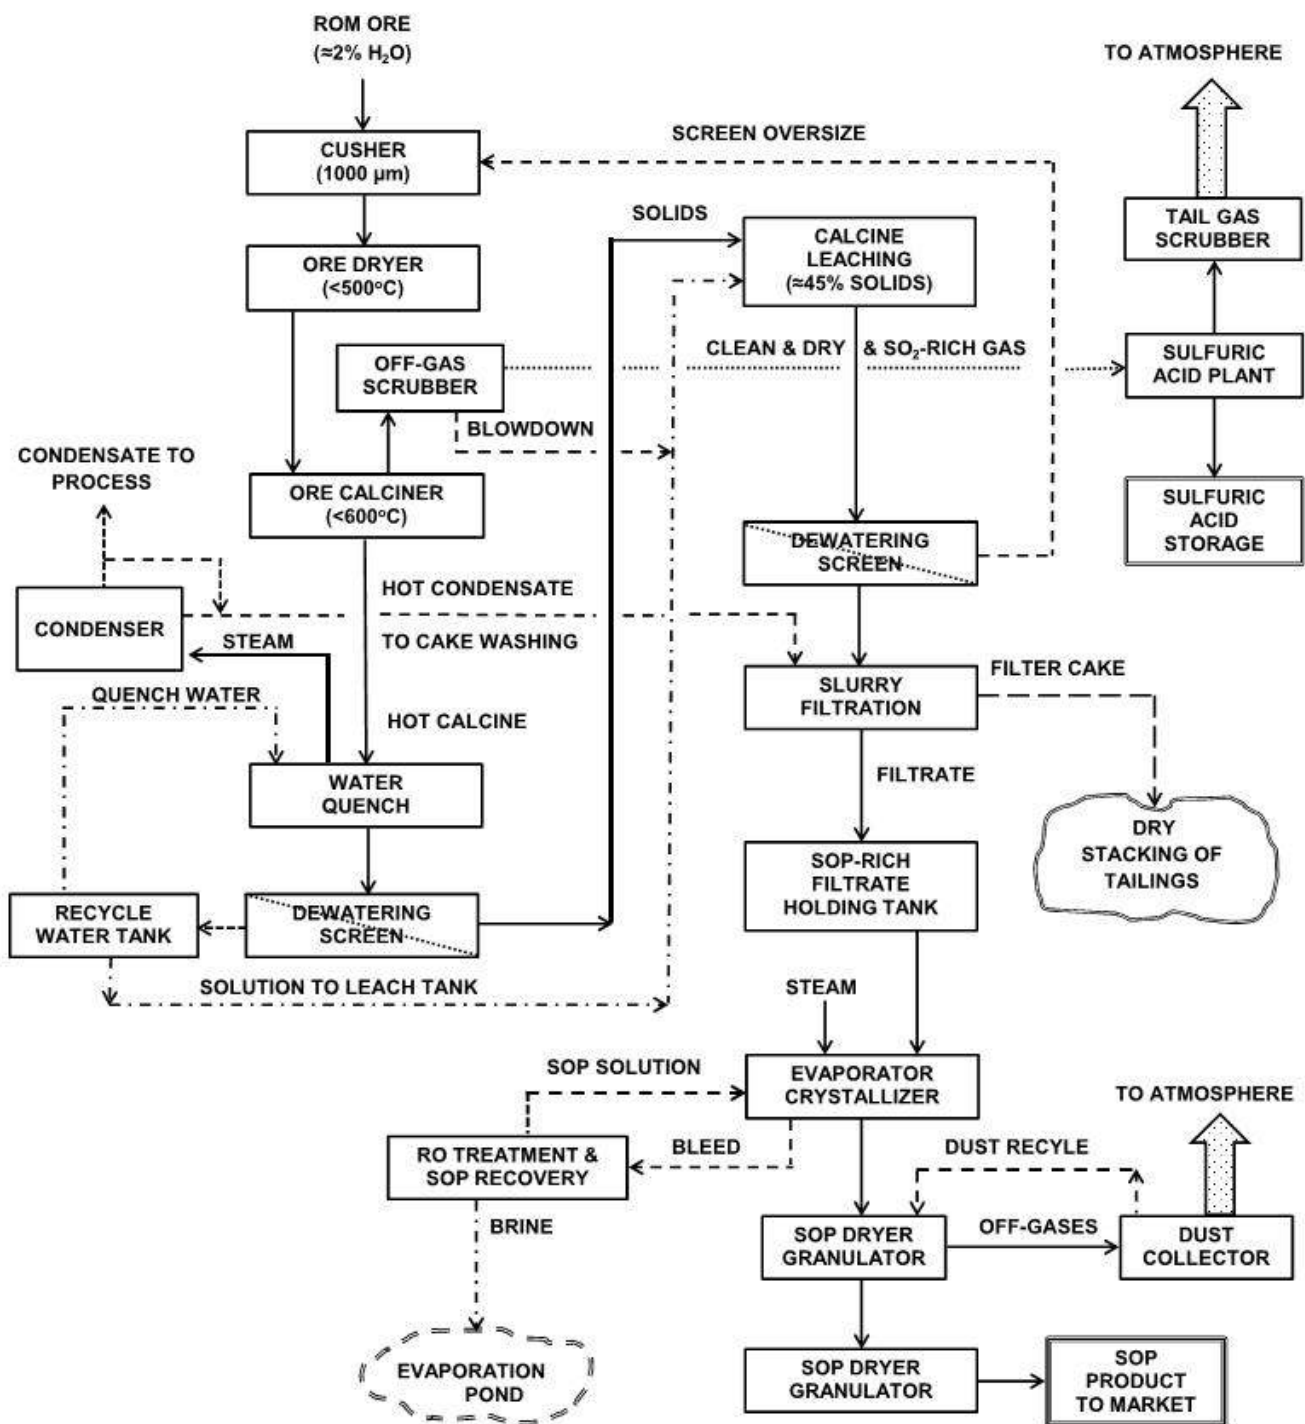 ROM ORE
(≈2% H₂O)
TO ATMOSPHERE
SCREEN OVERSIZE
CUSHER
(1000 µm)
SOLIDS
TAIL GAS
SCRUBBER
CALCINE
LEACHING
(≈45% SOLIDS)
ORE DRYER
(<500°C)
CLEAN & DRY & SO₂-RICH GAS
OFF-GAS
SCRUBBER
SULFURIC
ACID PLANT
BLOWDOWN
CONDENSATE TO
PROCESS
ORE CALCINER
(<600°C)
SULFURIC
ACID
STORAGE
DEWATERING
SCREEN
HOT CONDENSATE
CONDENSER
STEAM
TO CAKE WASHING
FILTER CAKE
SLURRY
FILTRATION
QUENCH WATER
HOT CALCINE
FILTRATE
WATER
QUENCH
DRY
STACKING OF
TAILINGS
SOP-RICH
FILTRATE
HOLDING TANK
RECYCLE
WATER TANK
DEWATERING
SCREEN
SOLUTION TO LEACH TANK
STEAM
SOP SOLUTION
EVAPORATOR
CRYSTALLIZER
TO ATMOSPHERE
RO TREATMENT &
SOP RECOVERY
BLEED
DUST RECYLE
BRINE
SOP DRYER
GRANULATOR
OFF-GASES
DUST
COLLECTOR
EVAPORATION
POND
SOP DRYER
GRANULATOR
SOP
PRODUCT
TO MARKET